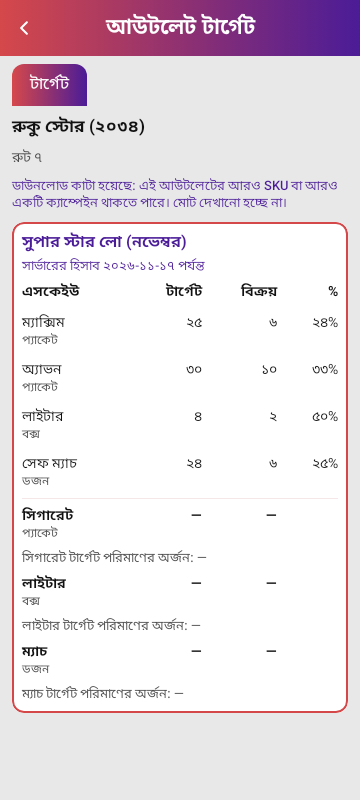 আউটলেট টার্গেট
টার্গেট
রুকু স্টোর (২০৩৪)
রুট ৭
ডাউনলোড কাটা হয়েছে: এই আউটলেটের আরও SKU বা আরও
একটি ক্যাম্পেইন থাকতে পারে। মোট দেখানো হচ্ছে না।
সুপার স্টার লো (নভেম্বর)
সার্ভারের হিসাব ২০২৬-১১-১৭ পর্যন্ত
এসকেইউ টার্গেট বিক্রয় %
ম্যাক্সিম ২৫ ৬ ২৪%
প্যাকেট
অ্যাভন ৩০ ১০ ৩৩%
প্যাকেট
লাইটার ৪ ২ ৫০%
বক্স
সেফ ম্যাচ ২৪ ৬ ২৫%
ডজন
সিগারেট — —
প্যাকেট
সিগারেট টার্গেট পরিমাণের অর্জন: —
লাইটার — —
বক্স
লাইটার টার্গেট পরিমাণের অর্জন: —
ম্যাচ — —
ডজন
ম্যাচ টার্গেট পরিমাণের অর্জন: —